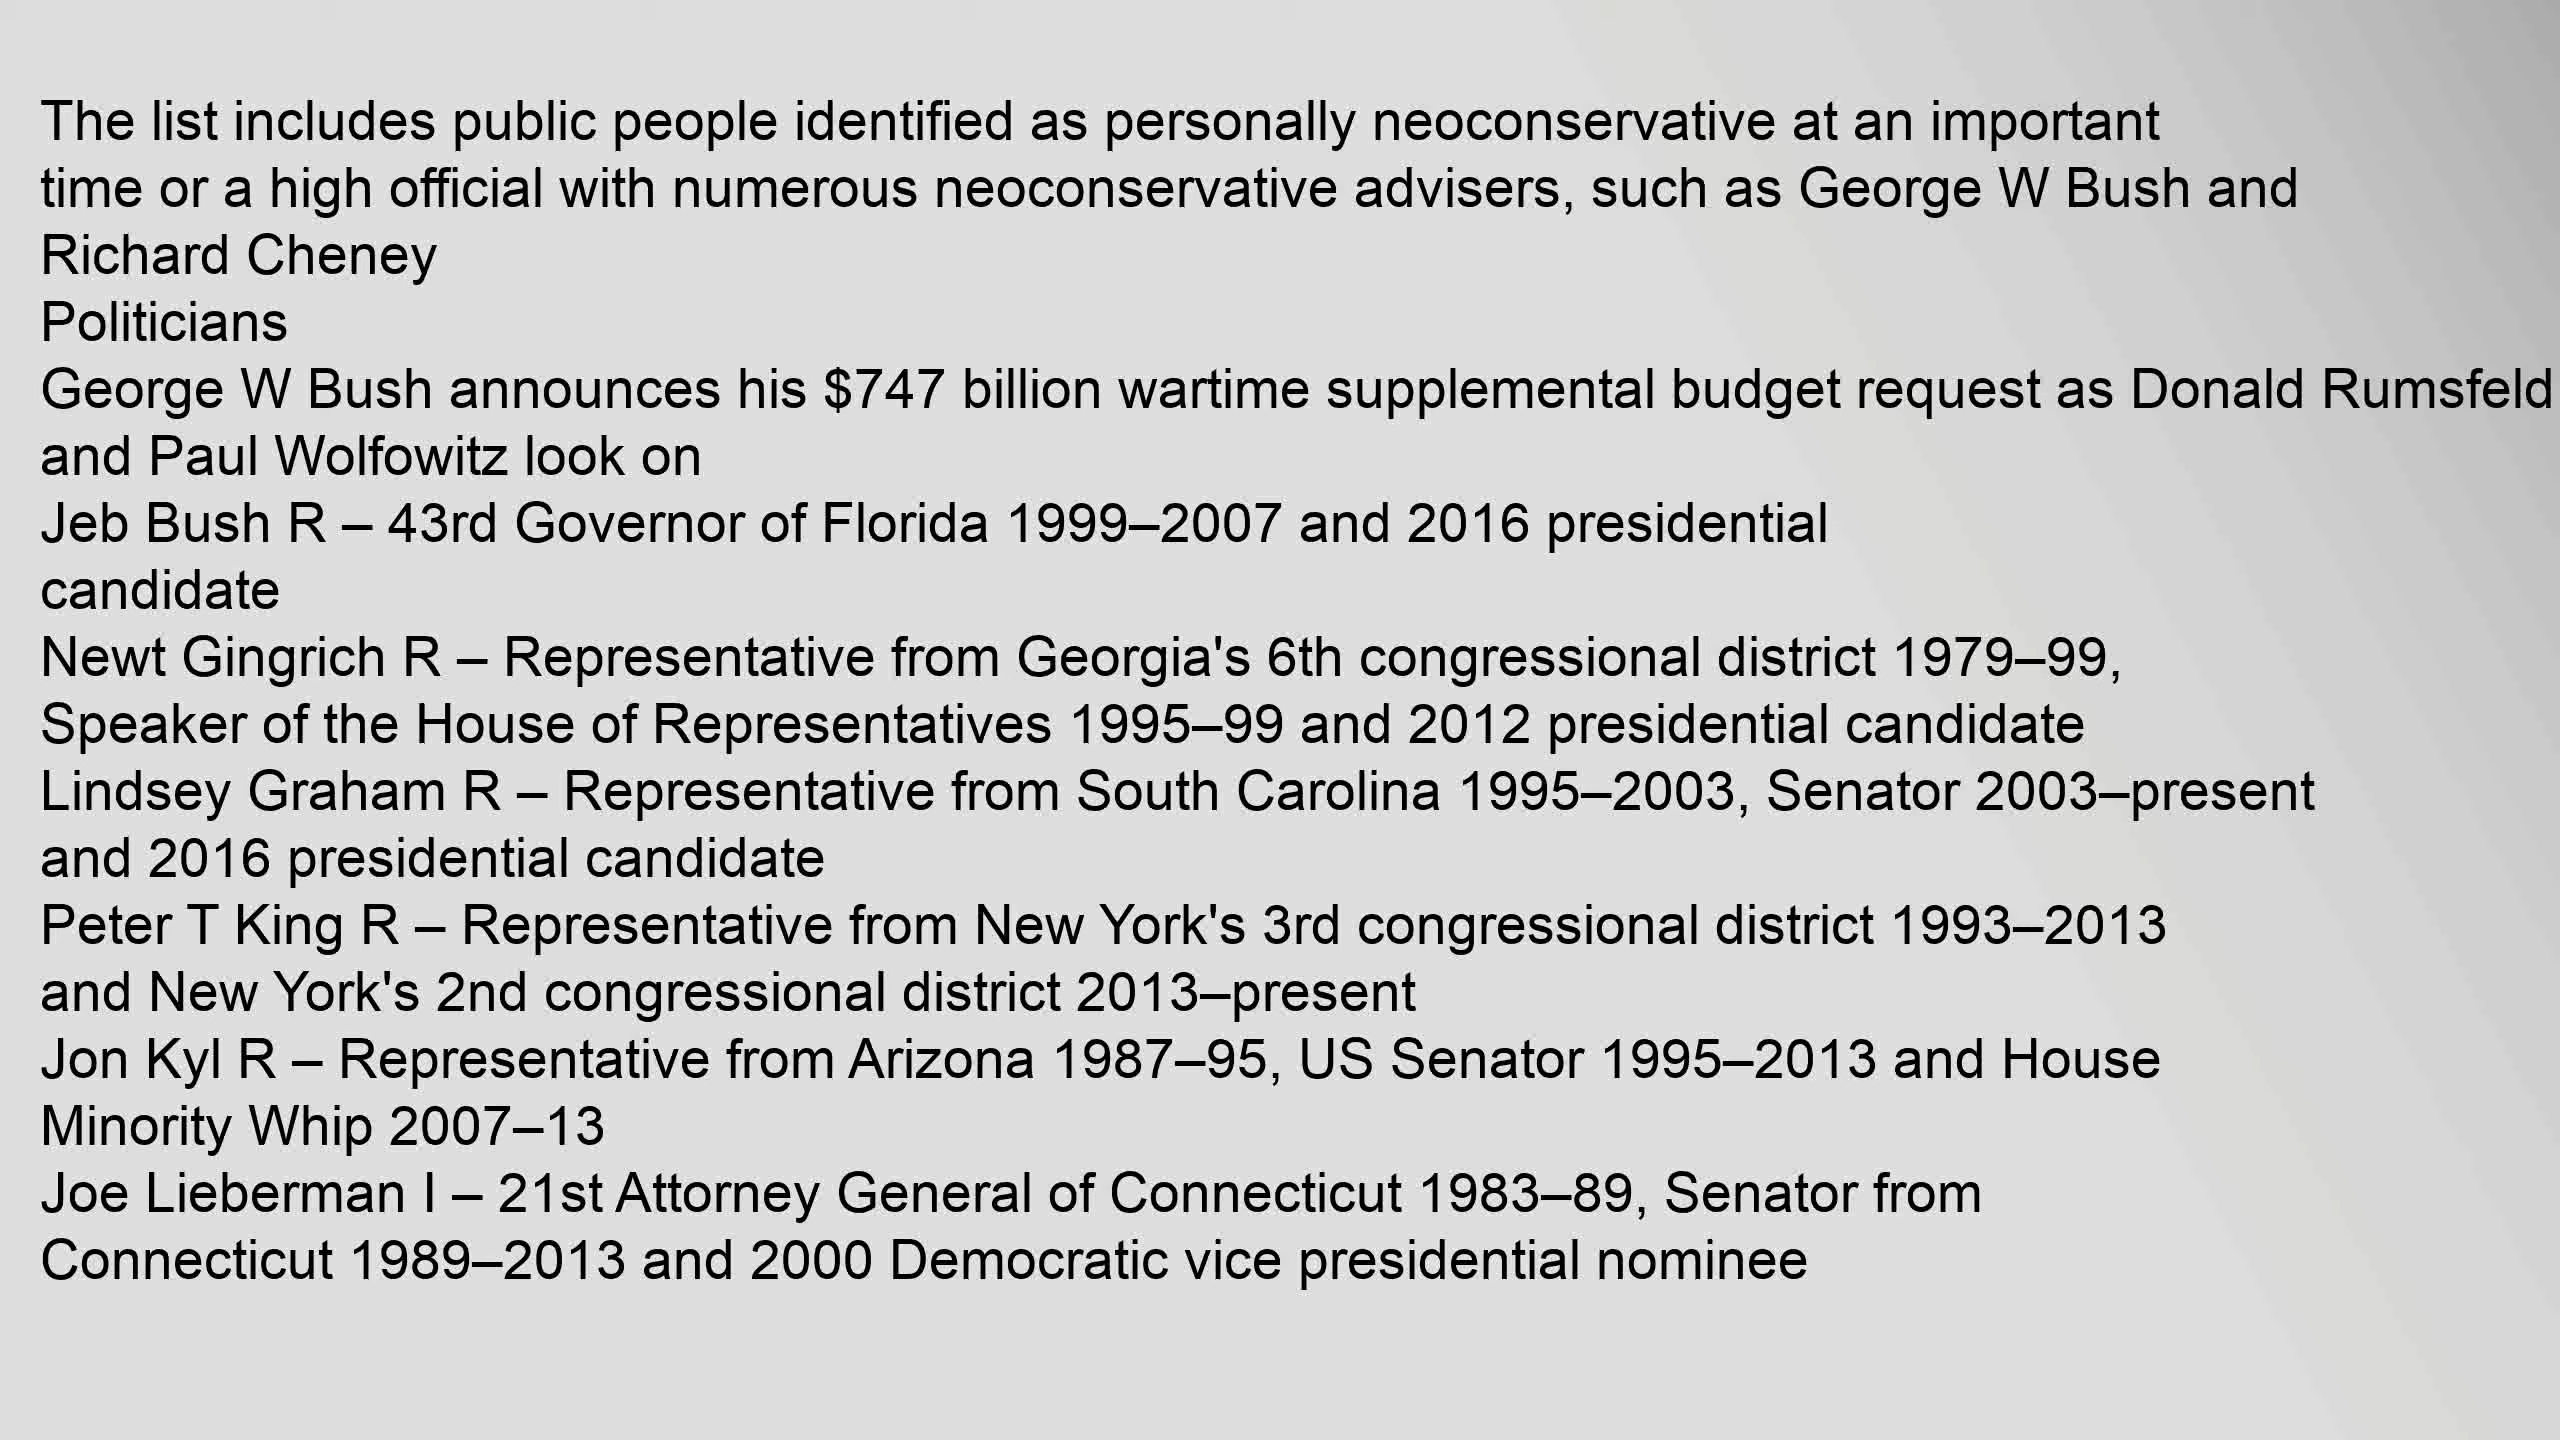 The list includes public people identified as personally neoconservative at an important
time or a high official with numerous neoconservative advisers, such as George W Bush and
Richard Cheney
Politicians
George W Bush announces his $747 billion wartime supplemental budget request as Donald Rumsfeld
and Paul Wolfowitz look on
Jeb Bush R – 43rd Governor of Florida 1999–2007 and 2016 presidential
candidate
Newt Gingrich R – Representative from Georgia's 6th congressional district 1979–99,
Speaker of the House of Representatives 1995–99 and 2012 presidential candidate
Lindsey Graham R – Representative from South Carolina 1995–2003, Senator 2003–present
and 2016 presidential candidate
Peter T King R – Representative from New York's 3rd congressional district 1993–2013
and New York's 2nd congressional district 2013–present
Jon Kyl R – Representative from Arizona 1987–95, US Senator 1995–2013 and House
Minority Whip 2007–13
Joe Lieberman I – 21st Attorney General of Connecticut 1983–89, Senator from
Connecticut 1989–2013 and 2000 Democratic vice presidential nominee